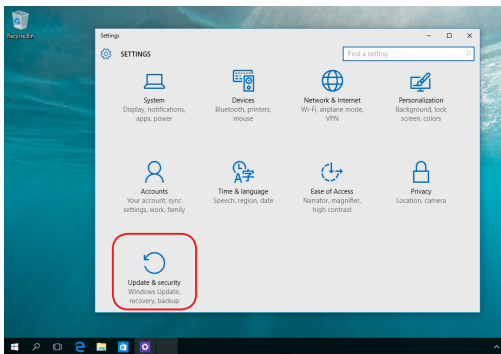 Recycle Bin
Settings
SETTINGS
Find a setting
System
Display, notifications,
apps, power
Devices
Bluetooth, printers,
mouse
Network & Internet
Wi-Fi, airplane mode,
VPN
Personalization
Background, lock
screen, colors
Accounts
Your account, sync
settings, work, family
A字
Time & language
Speech, region, date
Ease of Access
Narrator, magnifier,
high contrast
Privacy
Location, camera
Update & security
Windows Update,
recovery, backup